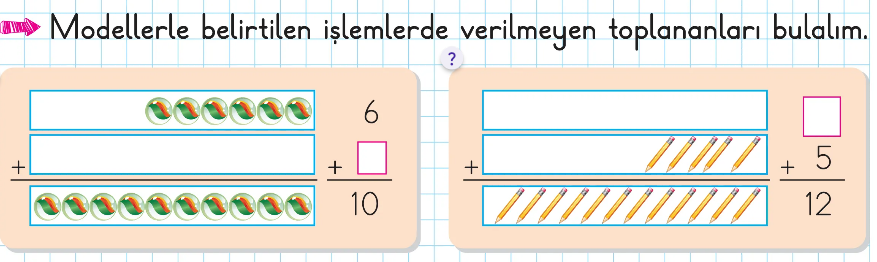 Modellerle belirtilen işlemlerde verilmeyen toplananları bulalım.
?
6
+ +
10
+ + 5
12